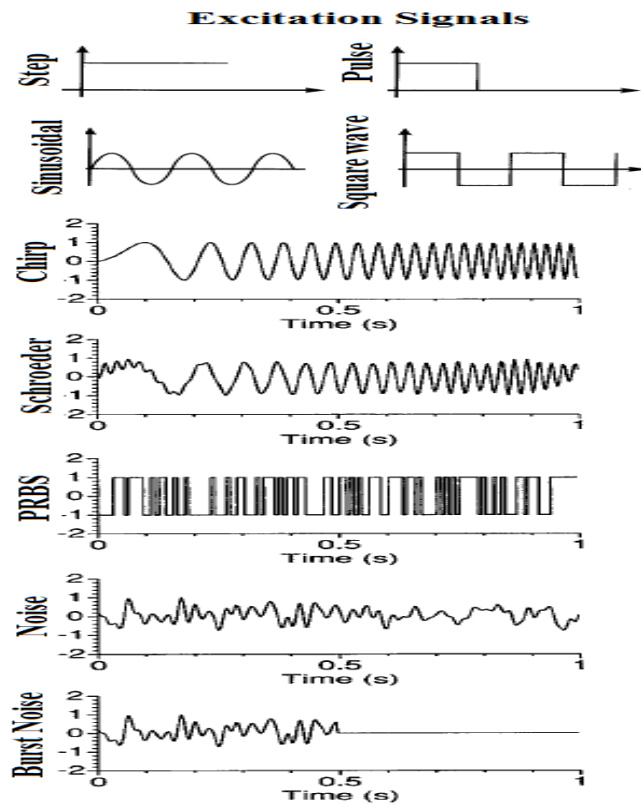 Excitation Signals
Step
Pulse
Sinusoidal
Square wave
Chirp
2
1
0
-1
-2
0 0.5 1
Time (s)
Schroeder
2
1
0
-1
-2
0 0.5 1
Time (s)
PRBS
2
1
0
-1
-2
0 0.5 1
Time (s)
Noise
2
1
0
-1
-2
0 0.5 1
Time (s)
Burst Noise
2
1
0
-1
-2
0 0.5 1
Time (s)